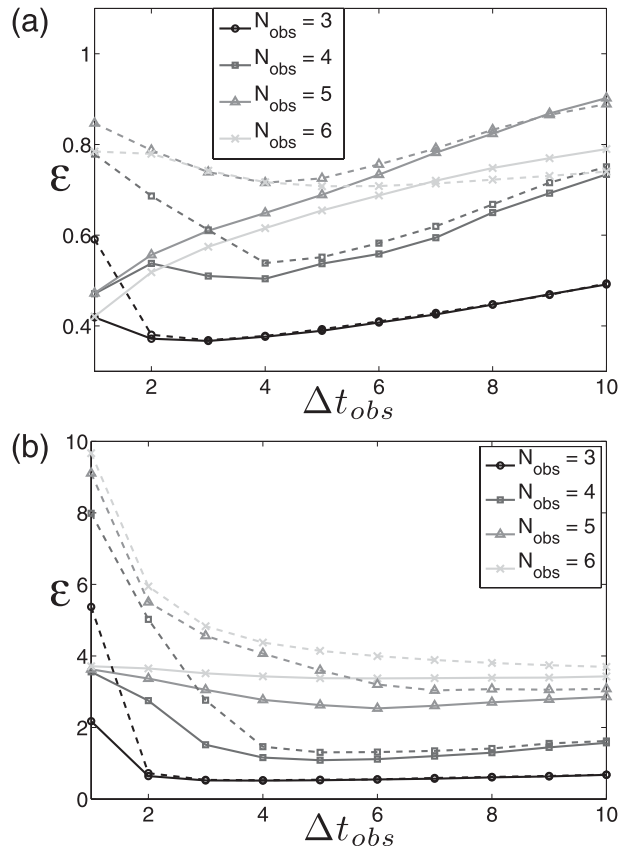 (a)
N_obs = 3
N_obs = 4
N_obs = 5
N_obs = 6
1
0.8
0.6
0.4
ε
2 4 6 8 10
Δt_obs
(b)
N_obs = 3
N_obs = 4
N_obs = 5
N_obs = 6
10
8
6
4
2
0
ε
2 4 6 8 10
Δt_obs